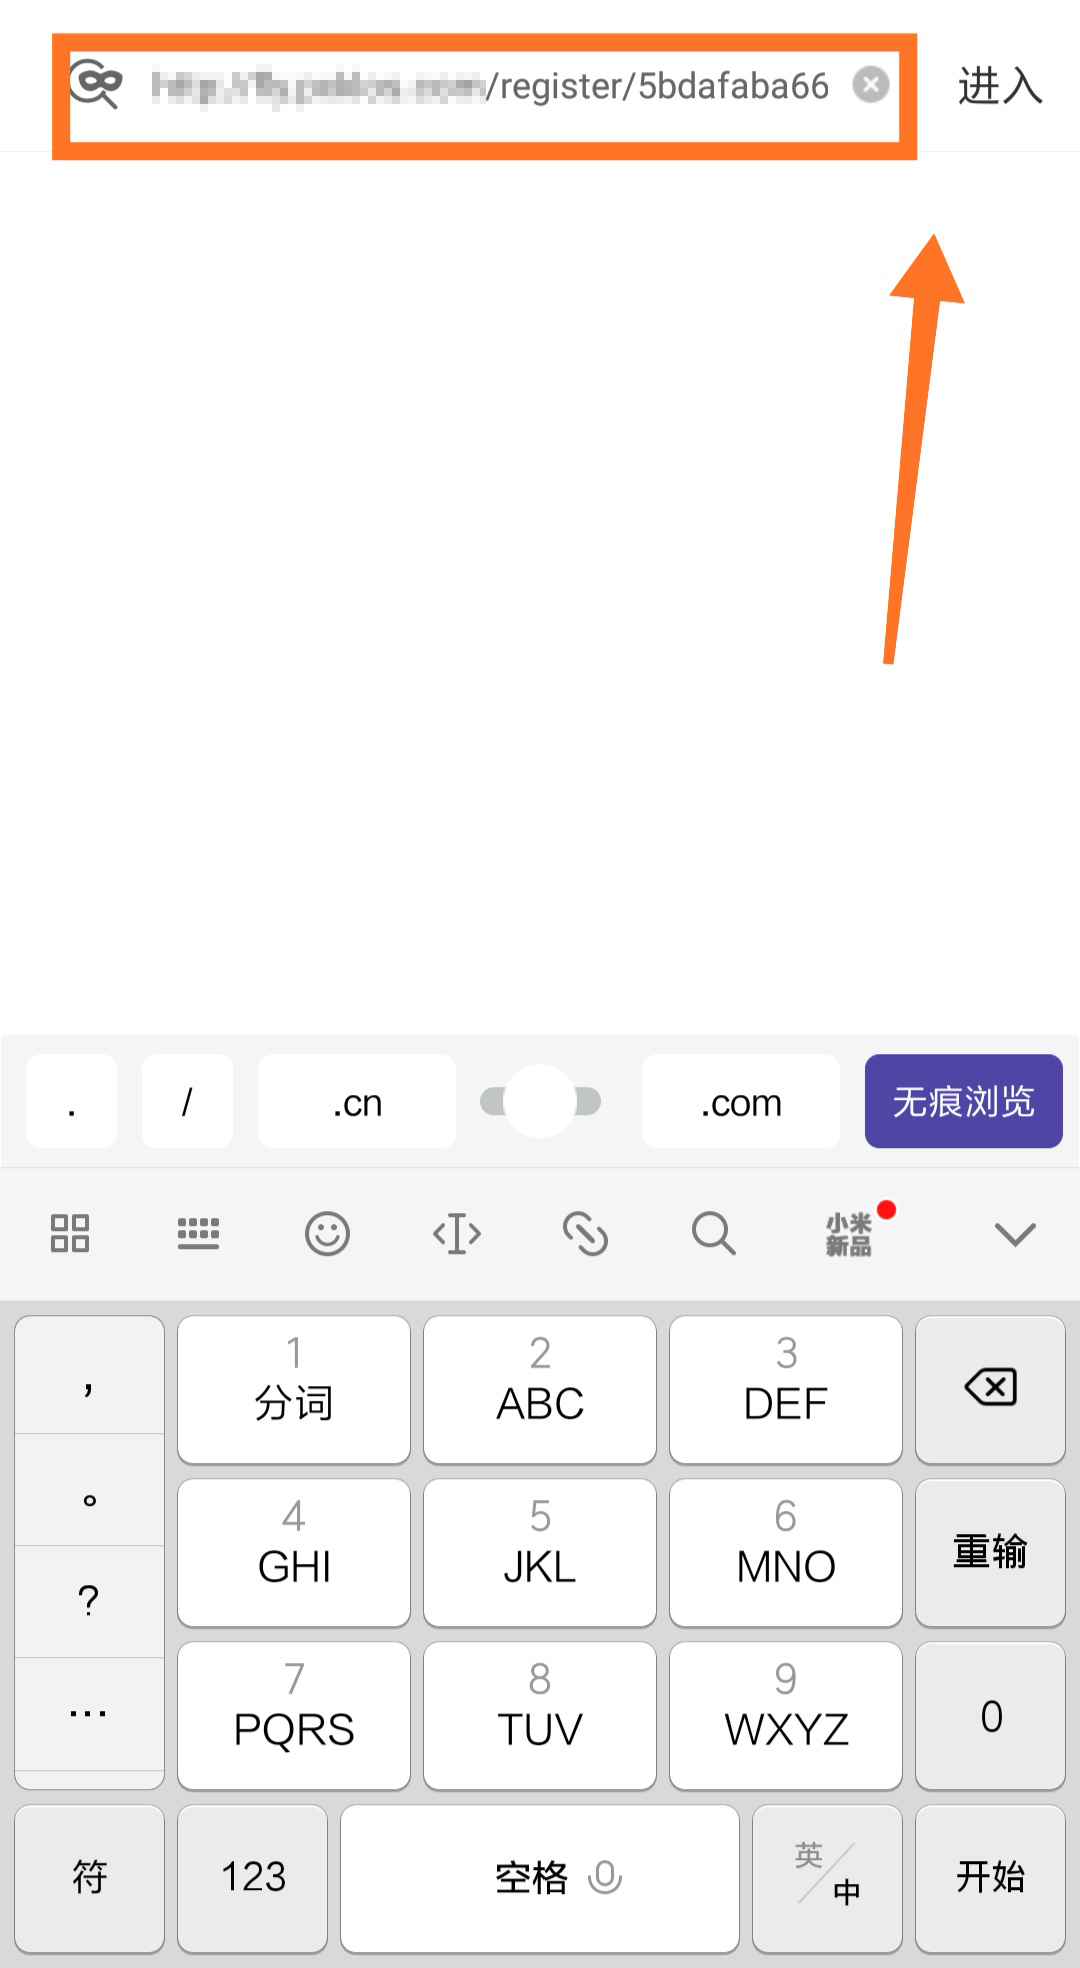 /register/5bdafaba66
进入
. / .cn .com 无痕浏览
小米
新品
, 1 2 3
分词 ABC DEF
。 4 5 6
GHI JKL MNO 重输
? 7 8 9
… PQRS TUV WXYZ 0
符 123 空格 英/中 开始